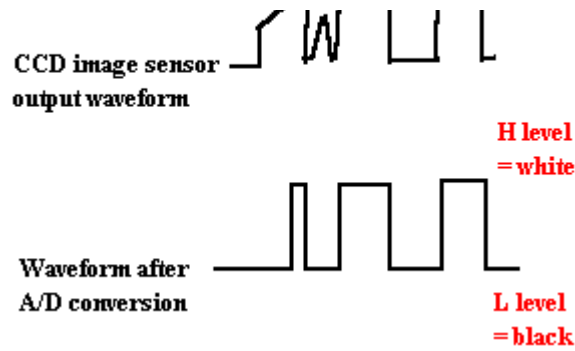 CCD image sensor
output waveform
H level
= white
Waveform after
A/D conversion
L level
= black